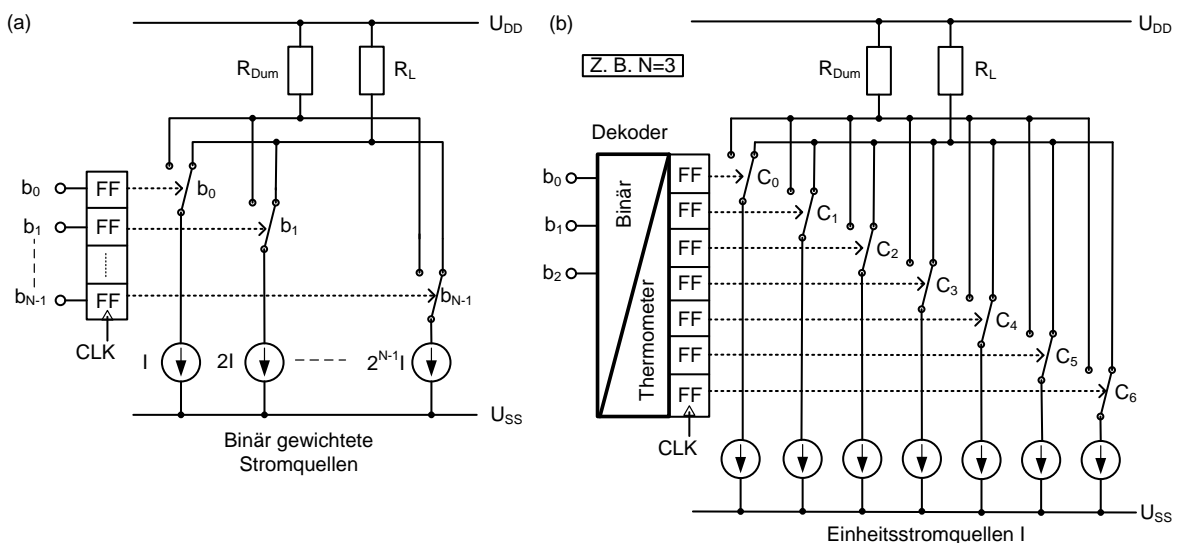 (a)
U_DD
R_Dum
R_L
b_0
FF
b_0
b_1
FF
b_1
b_N-1
FF
b_N-1
CLK
I
2I
2^N-1 I
U_SS
Binär gewichtete
Stromquellen
(b)
U_DD
Z. B. N=3
R_Dum
R_L
Dekoder
Binär
Thermometer
b_0
b_1
b_2
FF
FF
FF
FF
FF
FF
FF
C_0
C_1
C_2
C_3
C_4
C_5
C_6
CLK
U_SS
Einheitsstromquellen I